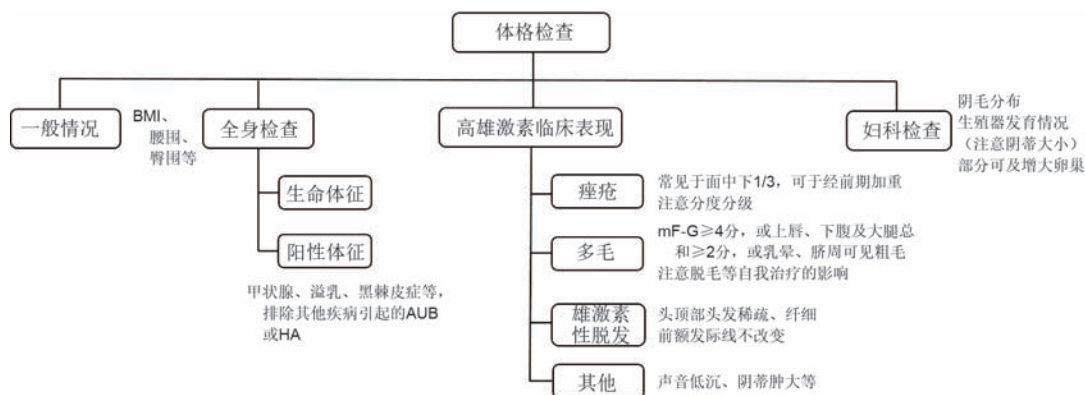 体格检查
一般情况
BMI、
腰围、
臀围等
全身检查
生命体征
阳性体征
甲状腺、溢乳、黑棘皮症等，
排除其他疾病引起的AUB
或HA
高雄激素临床表现
痤疮
常见于面中下1/3，可于经前期加重
注意分度分级
多毛
mF-G≥4分，或上唇、下腹及大腿总
和≥2分，或乳晕、脐周可见粗毛
注意脱毛等自我治疗的影响
雄激素
性脱发
头顶部头发稀疏、纤细
前额发际线不改变
其他
声音低沉、阴蒂肿大等
妇科检查
阴毛分布
生殖器发育情况
（注意阴蒂大小）
部分可及增大卵巢